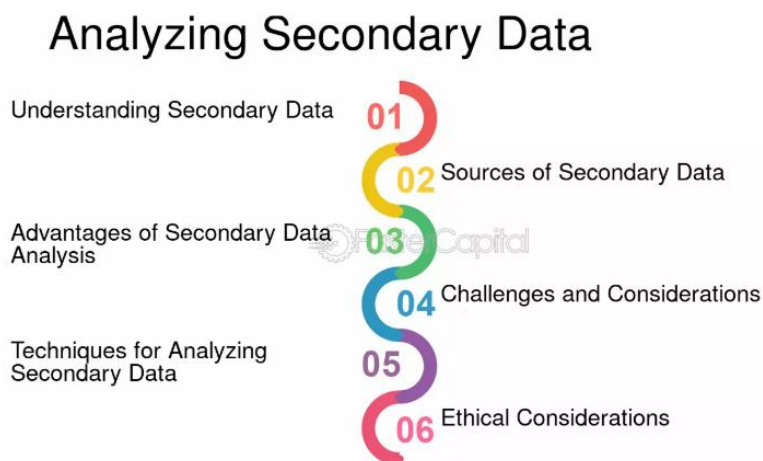 Analyzing Secondary Data
Understanding Secondary Data
01
02
Sources of Secondary Data
Advantages of Secondary Data
Analysis
03
FasterCapital
04
Challenges and Considerations
Techniques for Analyzing
Secondary Data
05
06
Ethical Considerations